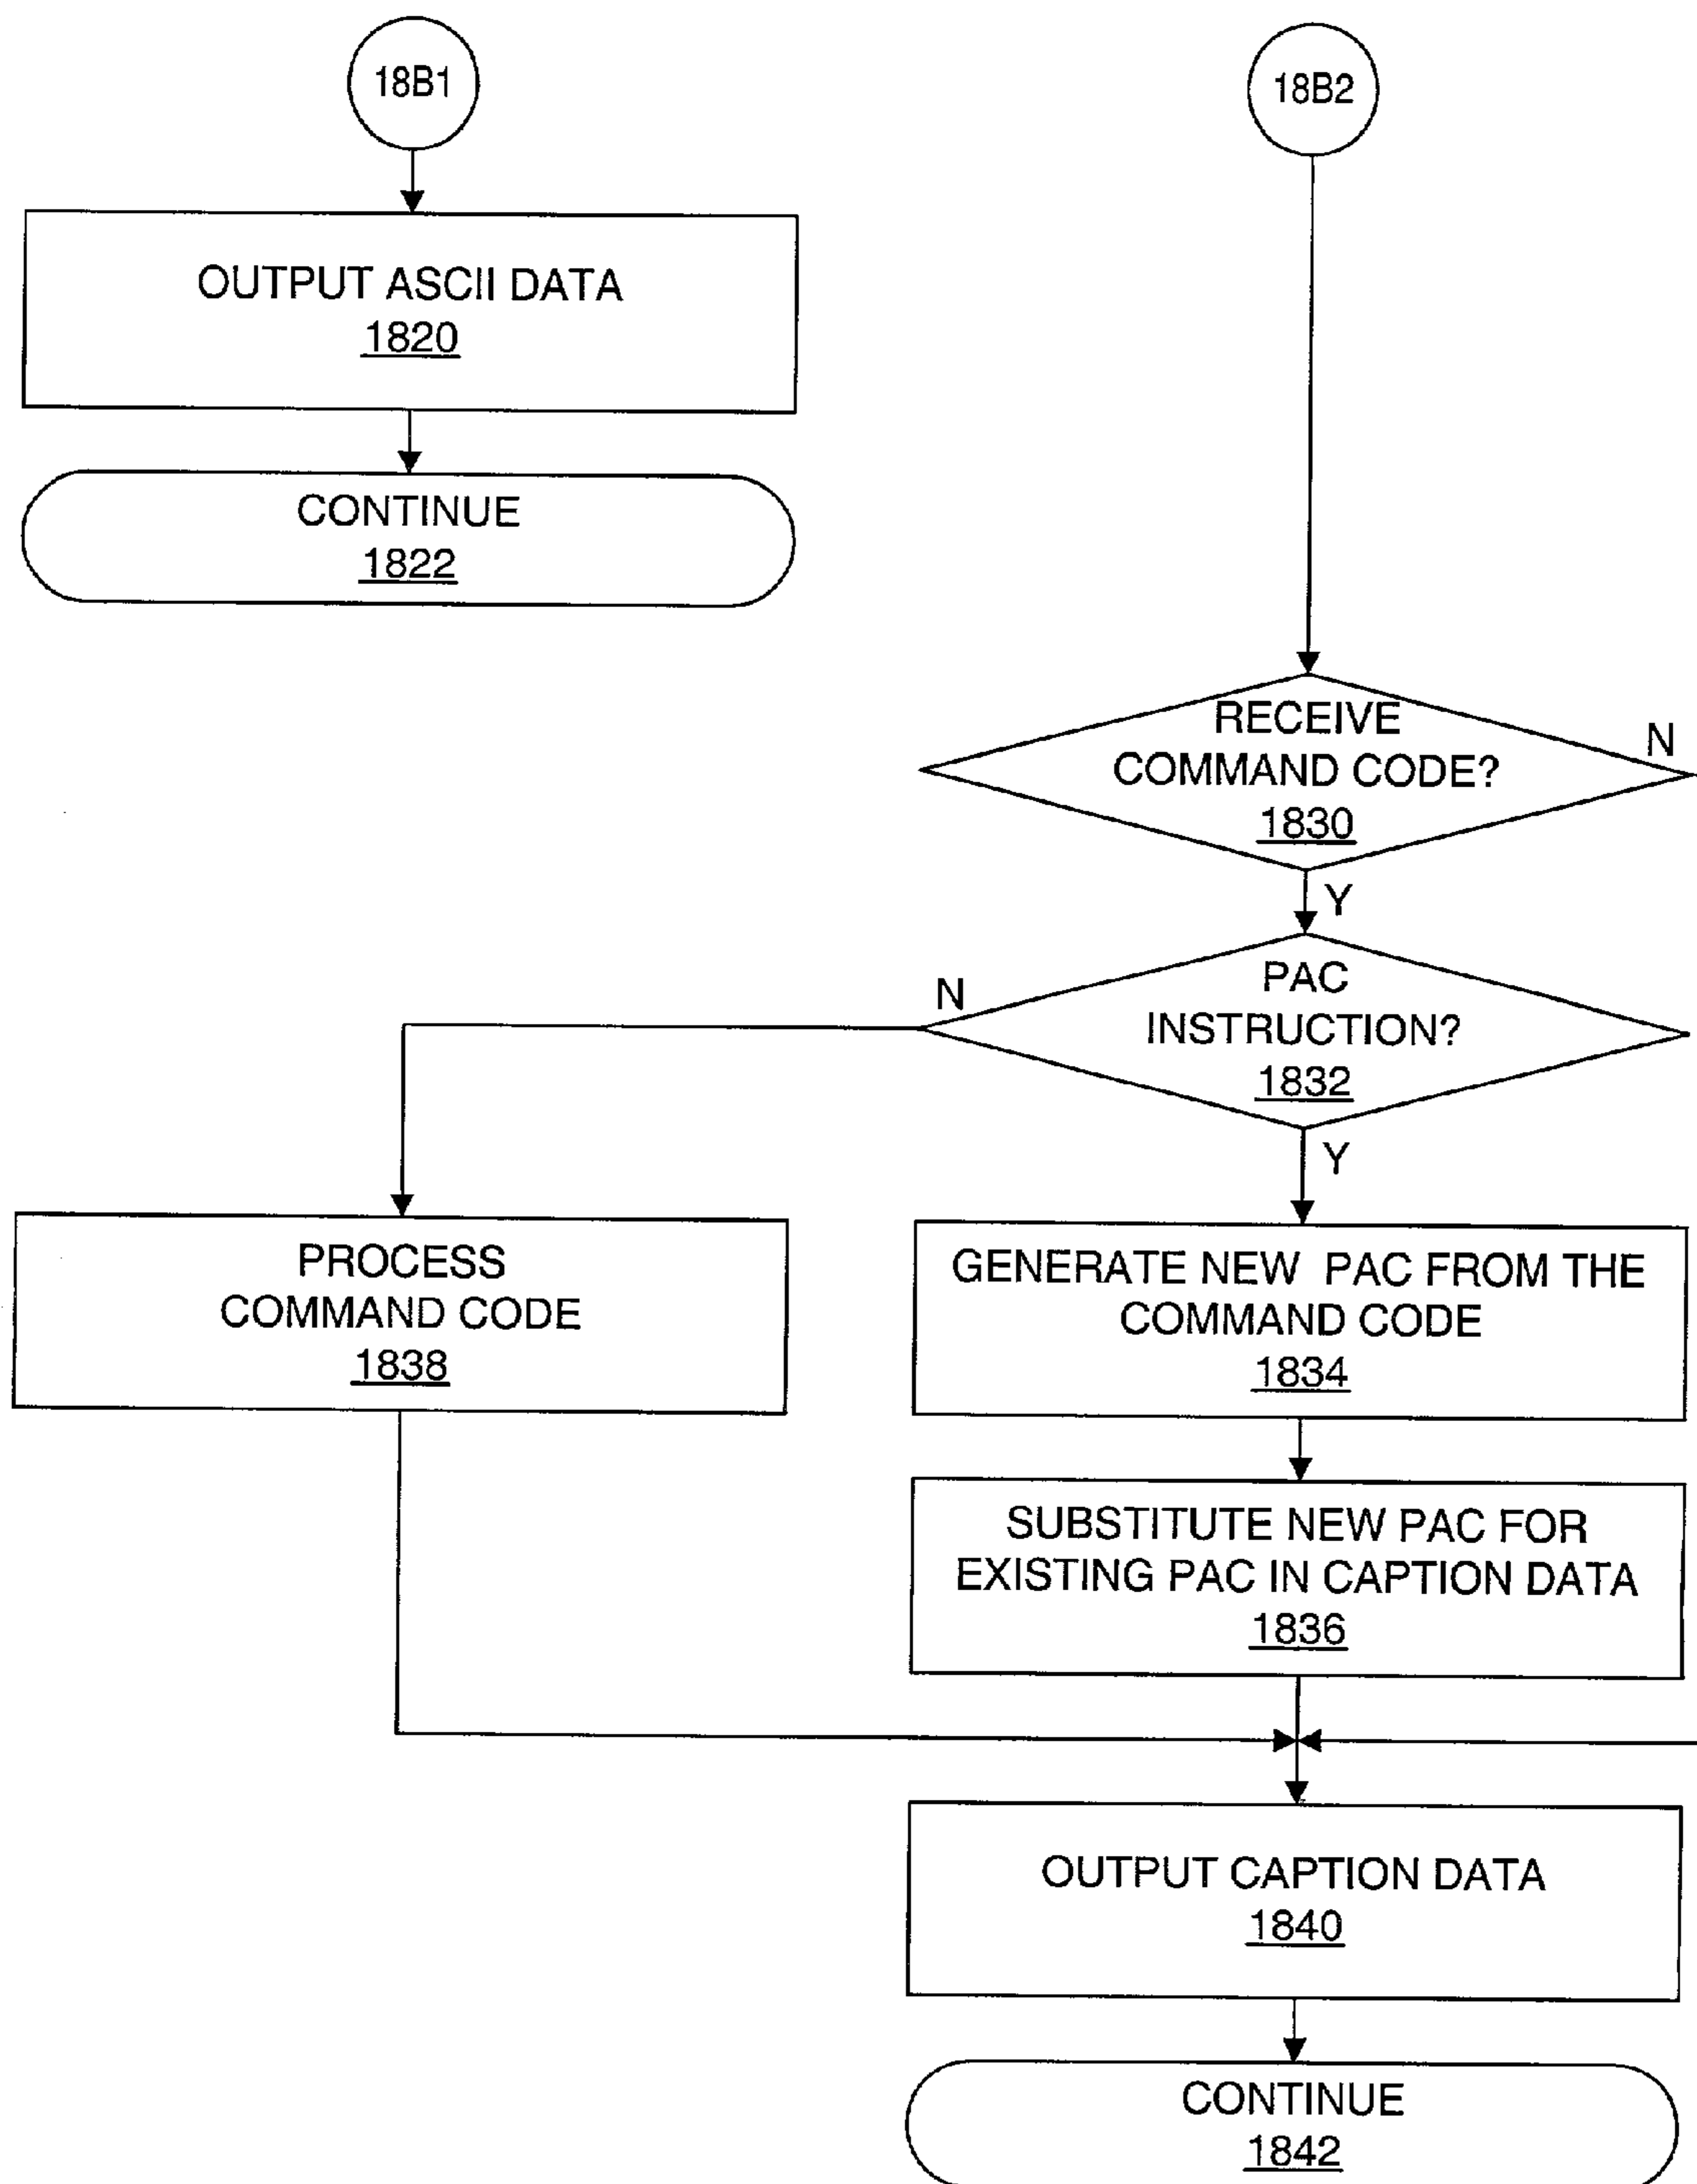 18B1
OUTPUT ASCII DATA
1820
CONTINUE
1822
18B2
RECEIVE
COMMAND CODE?
1830
N
Y
PAC
INSTRUCTION?
1832
N
Y
PROCESS
COMMAND CODE
1838
GENERATE NEW PAC FROM THE
COMMAND CODE
1834
SUBSTITUTE NEW PAC FOR
EXISTING PAC IN CAPTION DATA
1836
OUTPUT CAPTION DATA
1840
CONTINUE
1842